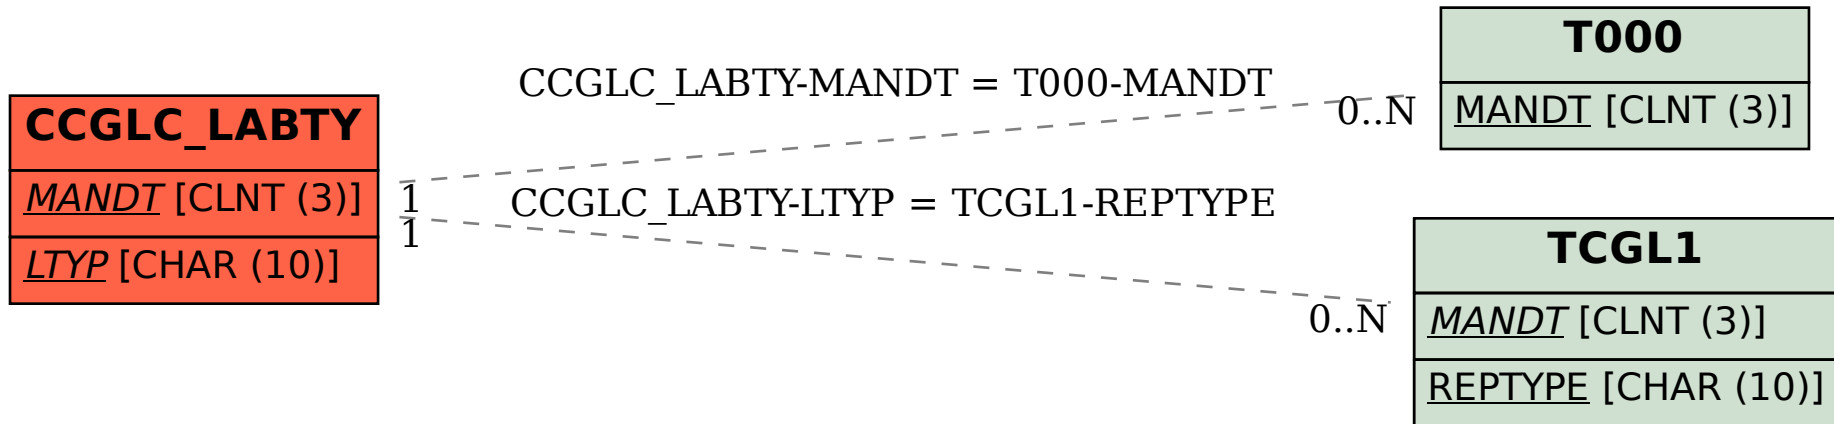 T000
MANDT [CLNT (3)]
CCGLC_LABTY-MANDT = T000-MANDT
0..N
CCGLC_LABTY
MANDT [CLNT (3)]
LTYP [CHAR (10)]
1
1
CCGLC_LABTY-LTYP = TCGL1-REPTYPE
0..N
TCGL1
MANDT [CLNT (3)]
REPTYPE [CHAR (10)]